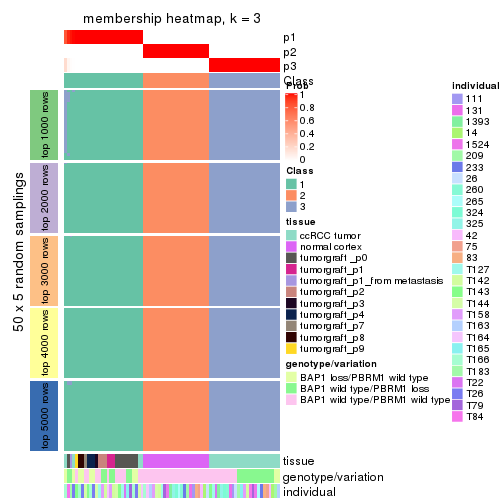 membership heatmap, k = 3
p1
p2
p3
Class
50 x 5 random samplings
top 1000 rows
top 2000 rows
top 3000 rows
top 4000 rows
top 5000 rows
tissue
genotype/variation
individual
Prob
1
0.8
0.6
0.4
0.2
0
Class
1
2
3
tissue
ccRCC tumor
normal cortex
tumorgraft_p0
tumorgraft_p1
tumorgraft_p1_from metastasis
tumorgraft_p2
tumorgraft_p3
tumorgraft_p4
tumorgraft_p7
tumorgraft_p8
tumorgraft_p9
genotype/variation
BAP1 loss/PBRM1 wild type
BAP1 wild type/PBRM1 loss
BAP1 wild type/PBRM1 wild type
individual
111
131
1393
14
1524
209
233
26
260
265
324
325
42
75
83
T127
T142
T143
T144
T158
T163
T164
T165
T166
T183
T22
T26
T79
T84